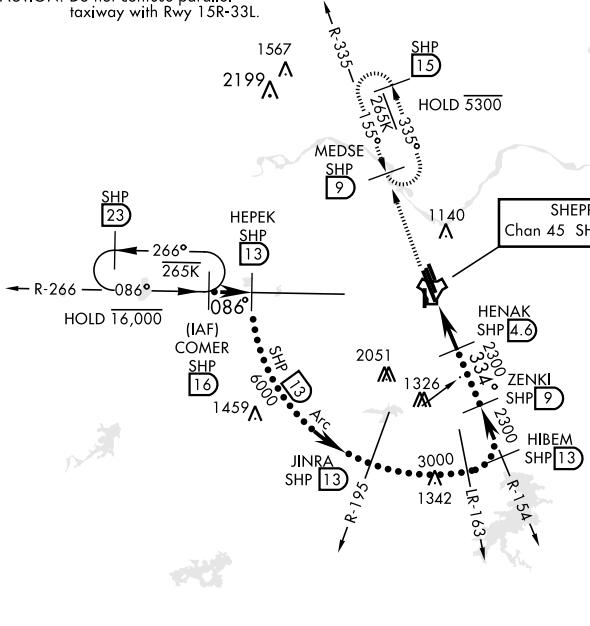 taxiway with Rwy 15R-33L.
R-335
SHP
15
1567
2199
HOLD 5300
265K
155°
335°
MEDSE
SHP
9
SHP
23
HEPEK
SHP
13
1140
Chan 45
266°
265K
R-266
086°
086°
HOLD 16,000
(IAF)
COMER
SHP
16
HENAK
SHP 4.6
2300
334°
2051
1326
ZENKI
SHP 9
2300
SHP 13
Arc
6000
1459
HIBEM
SHP 13
JINRA
SHP 13
3000
1342
R-195
LR-163
R-154